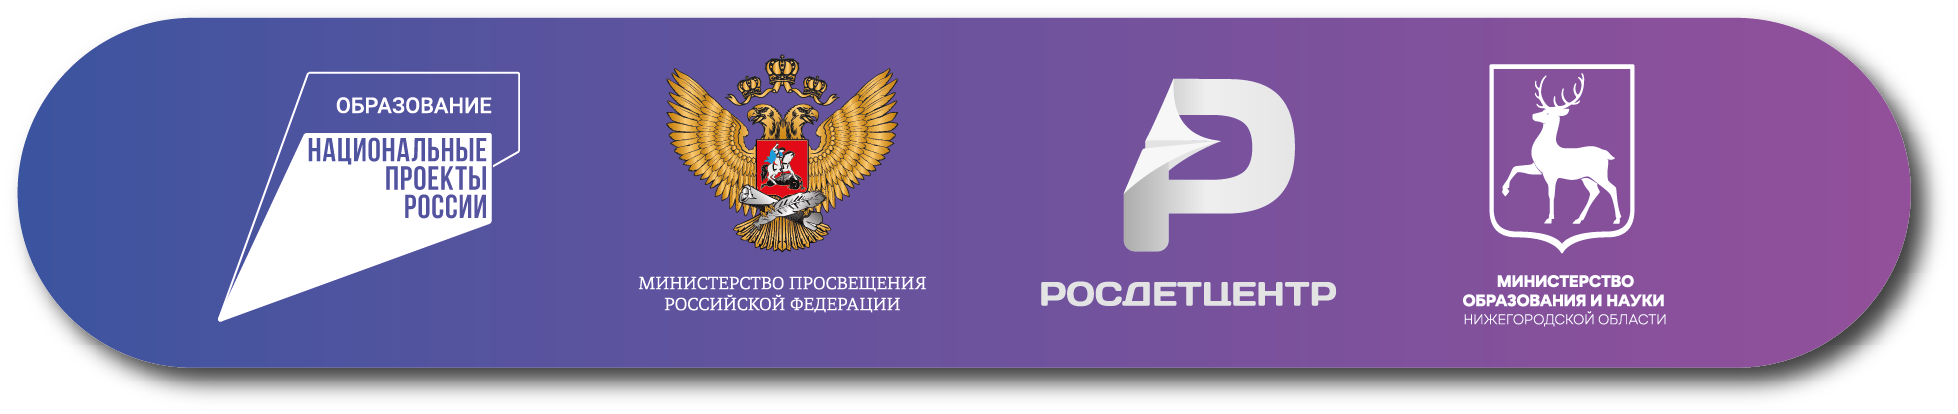 ОБРАЗОВАНИЕ
НАЦИОНАЛЬНЫЕ
ПРОЕКТЫ
РОССИИ
МИНИСТЕРСТВО ПРОСВЕЩЕНИЯ
РОССИЙСКОЙ ФЕДЕРАЦИИ
РОСДЕТЦЕНТР
МИНИСТЕРСТВО
ОБРАЗОВАНИЯ И НАУКИ
НИЖЕГОРОДСКОЙ ОБЛАСТИ